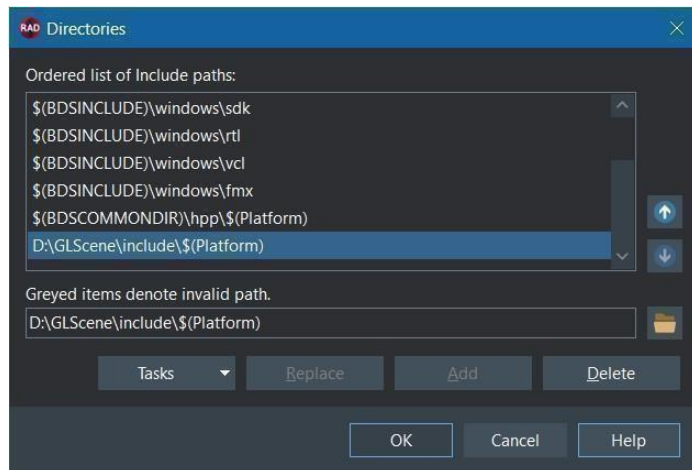 RAD Directories
Ordered list of Include paths:
$(BDSINCLUDE)\windows\sdk
$(BDSINCLUDE)\windows\rtl
$(BDSINCLUDE)\windows\vcl
$(BDSINCLUDE)\windows\fmx
$(BDSCOMMONDIR)\hpp\$(Platform)
D:\GLScene\include\$(Platform)
Greyed items denote invalid path.
D:\GLScene\include\$(Platform)
Tasks Replace Add Delete
OK Cancel Help